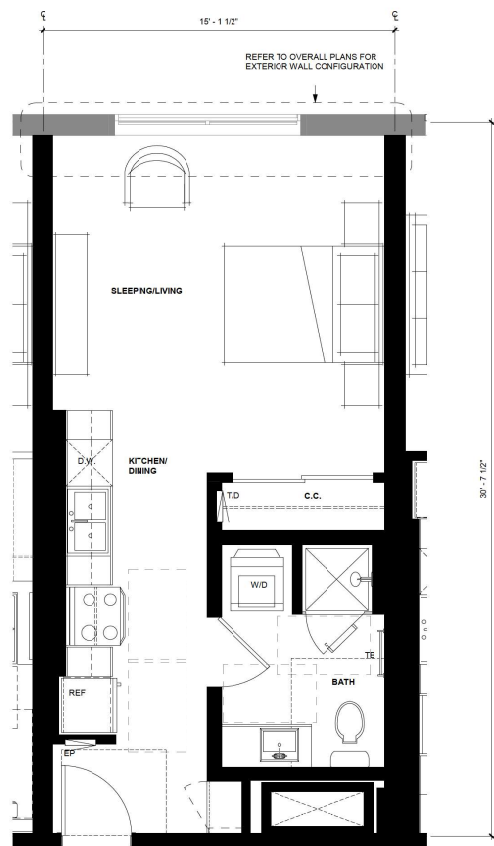 15' - 1 1/2"
REFER TO OVERALL PLANS FOR
EXTERIOR WALL CONFIGURATION
SLEEPING/LIVING
D.W.
KITCHEN/
DINING
T.D
C.C.
30' - 7 1/2"
W/D
TE
BATH
REF
EP